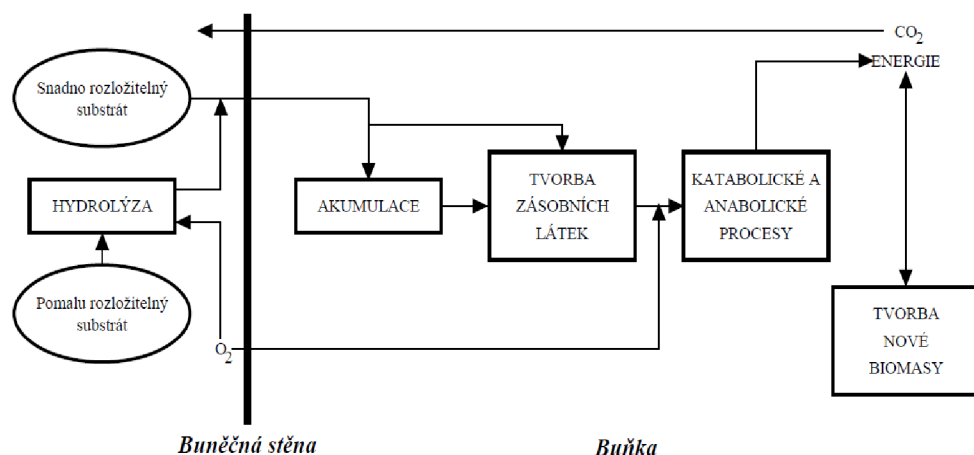 CO2
ENERGIE
Snadno rozložitelný
substrát
HYDROLÝZA
Pomalu rozložitelný
substrát
O2
AKUMULACE
TVORBA
ZÁSOBNÍCH
LÁTEK
KATABOLICKÉ A
ANABOLICKÉ
PROCESY
TVORBA
NOVÉ
BIOMASY
Buněčná stěna
Buňka